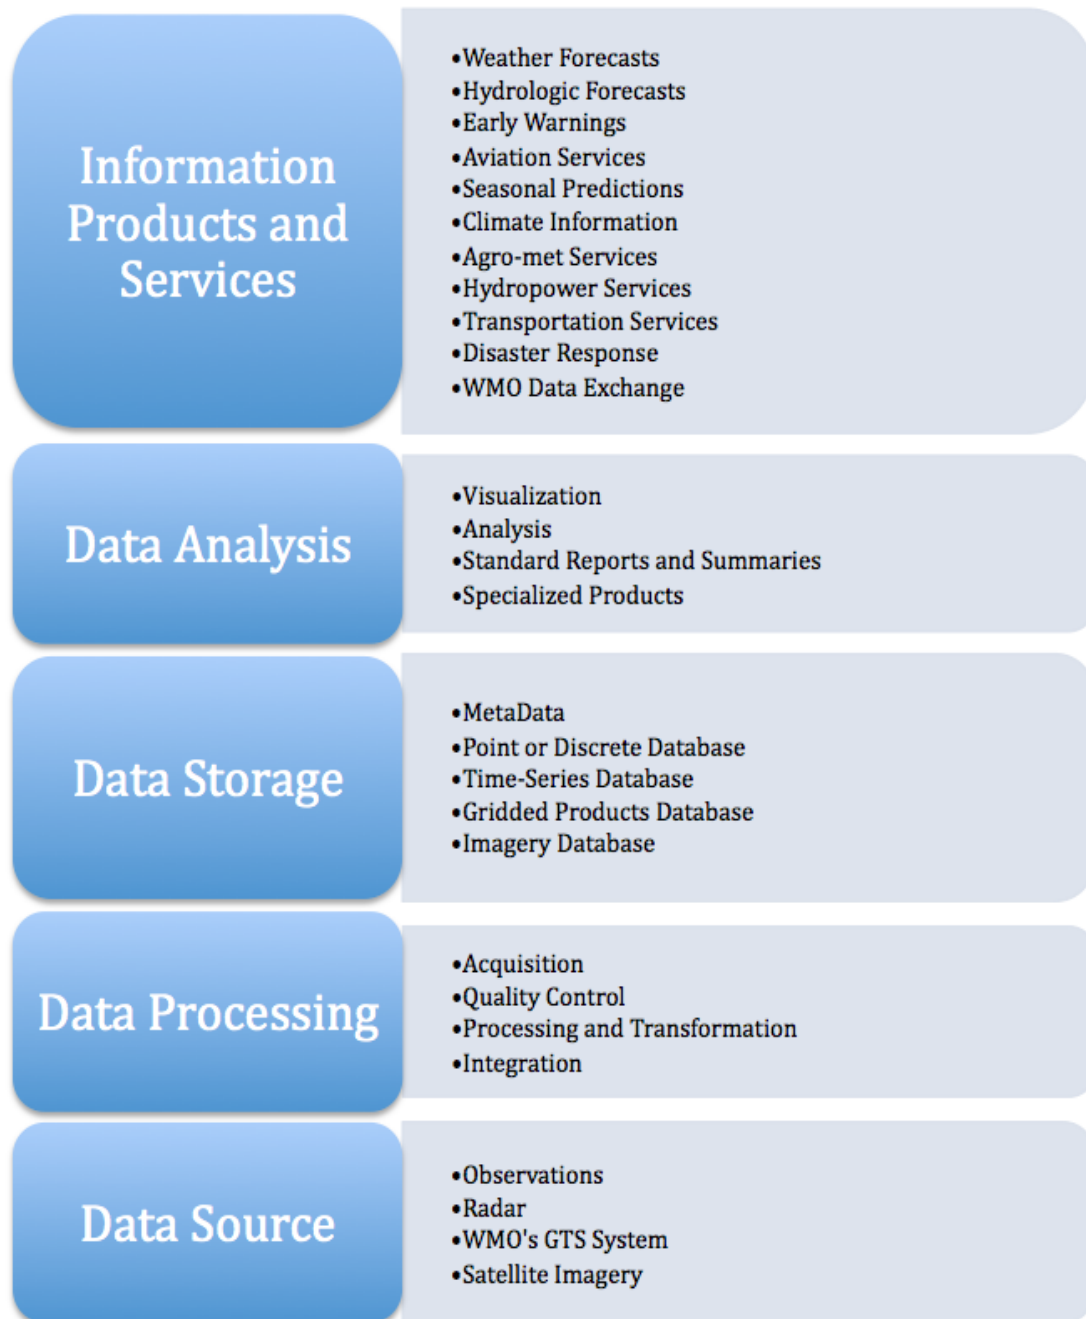 Information
Products and
Services
•Weather Forecasts
•Hydrologic Forecasts
•Early Warnings
•Aviation Services
•Seasonal Predictions
•Climate Information
•Agro-met Services
•Hydropower Services
•Transportation Services
•Disaster Response
•WMO Data Exchange
Data Analysis
•Visualization
•Analysis
•Standard Reports and Summaries
•Specialized Products
Data Storage
•MetaData
•Point or Discrete Database
•Time-Series Database
•Gridded Products Database
•Imagery Database
Data Processing
•Acquisition
•Quality Control
•Processing and Transformation
•Integration
Data Source
•Observations
•Radar
•WMO's GTS System
•Satellite Imagery